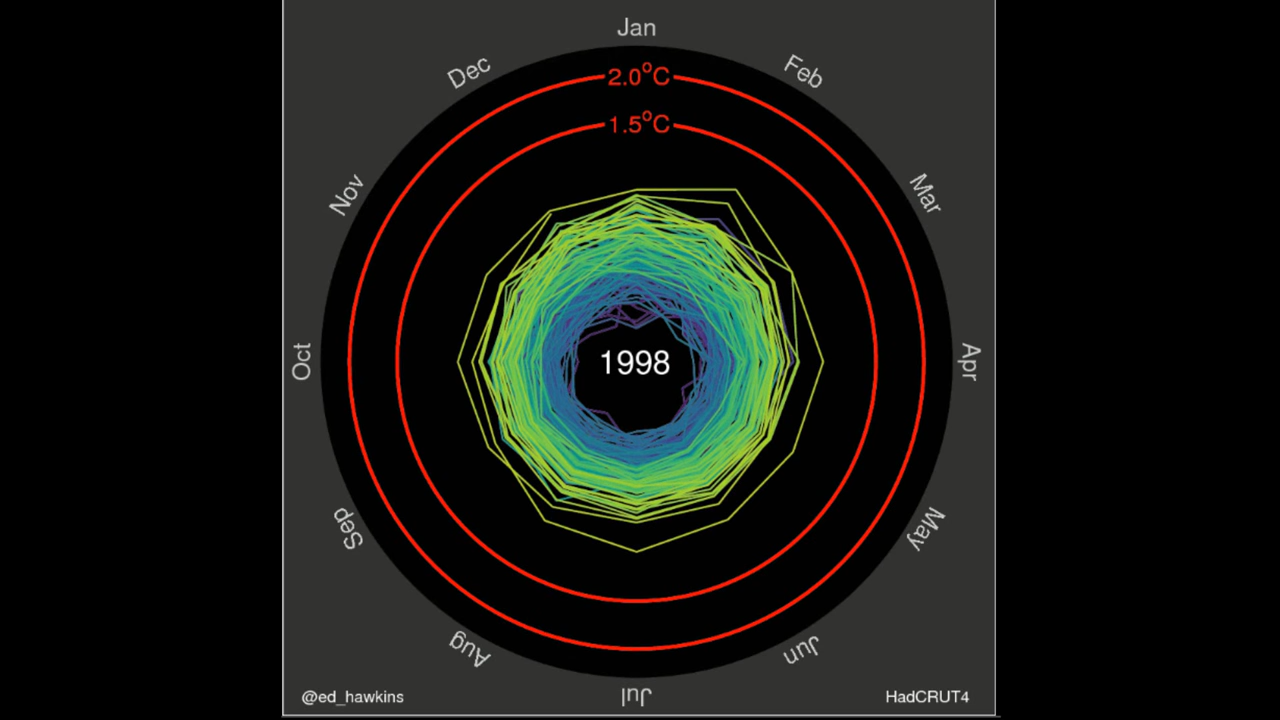 Jan
Dec
Feb
2.0°C
1.5°C
Nov
Mar
Oct
1998
Apr
Sep
May
Aug
Jun
Jul
@ed_hawkins
HadCRUT4